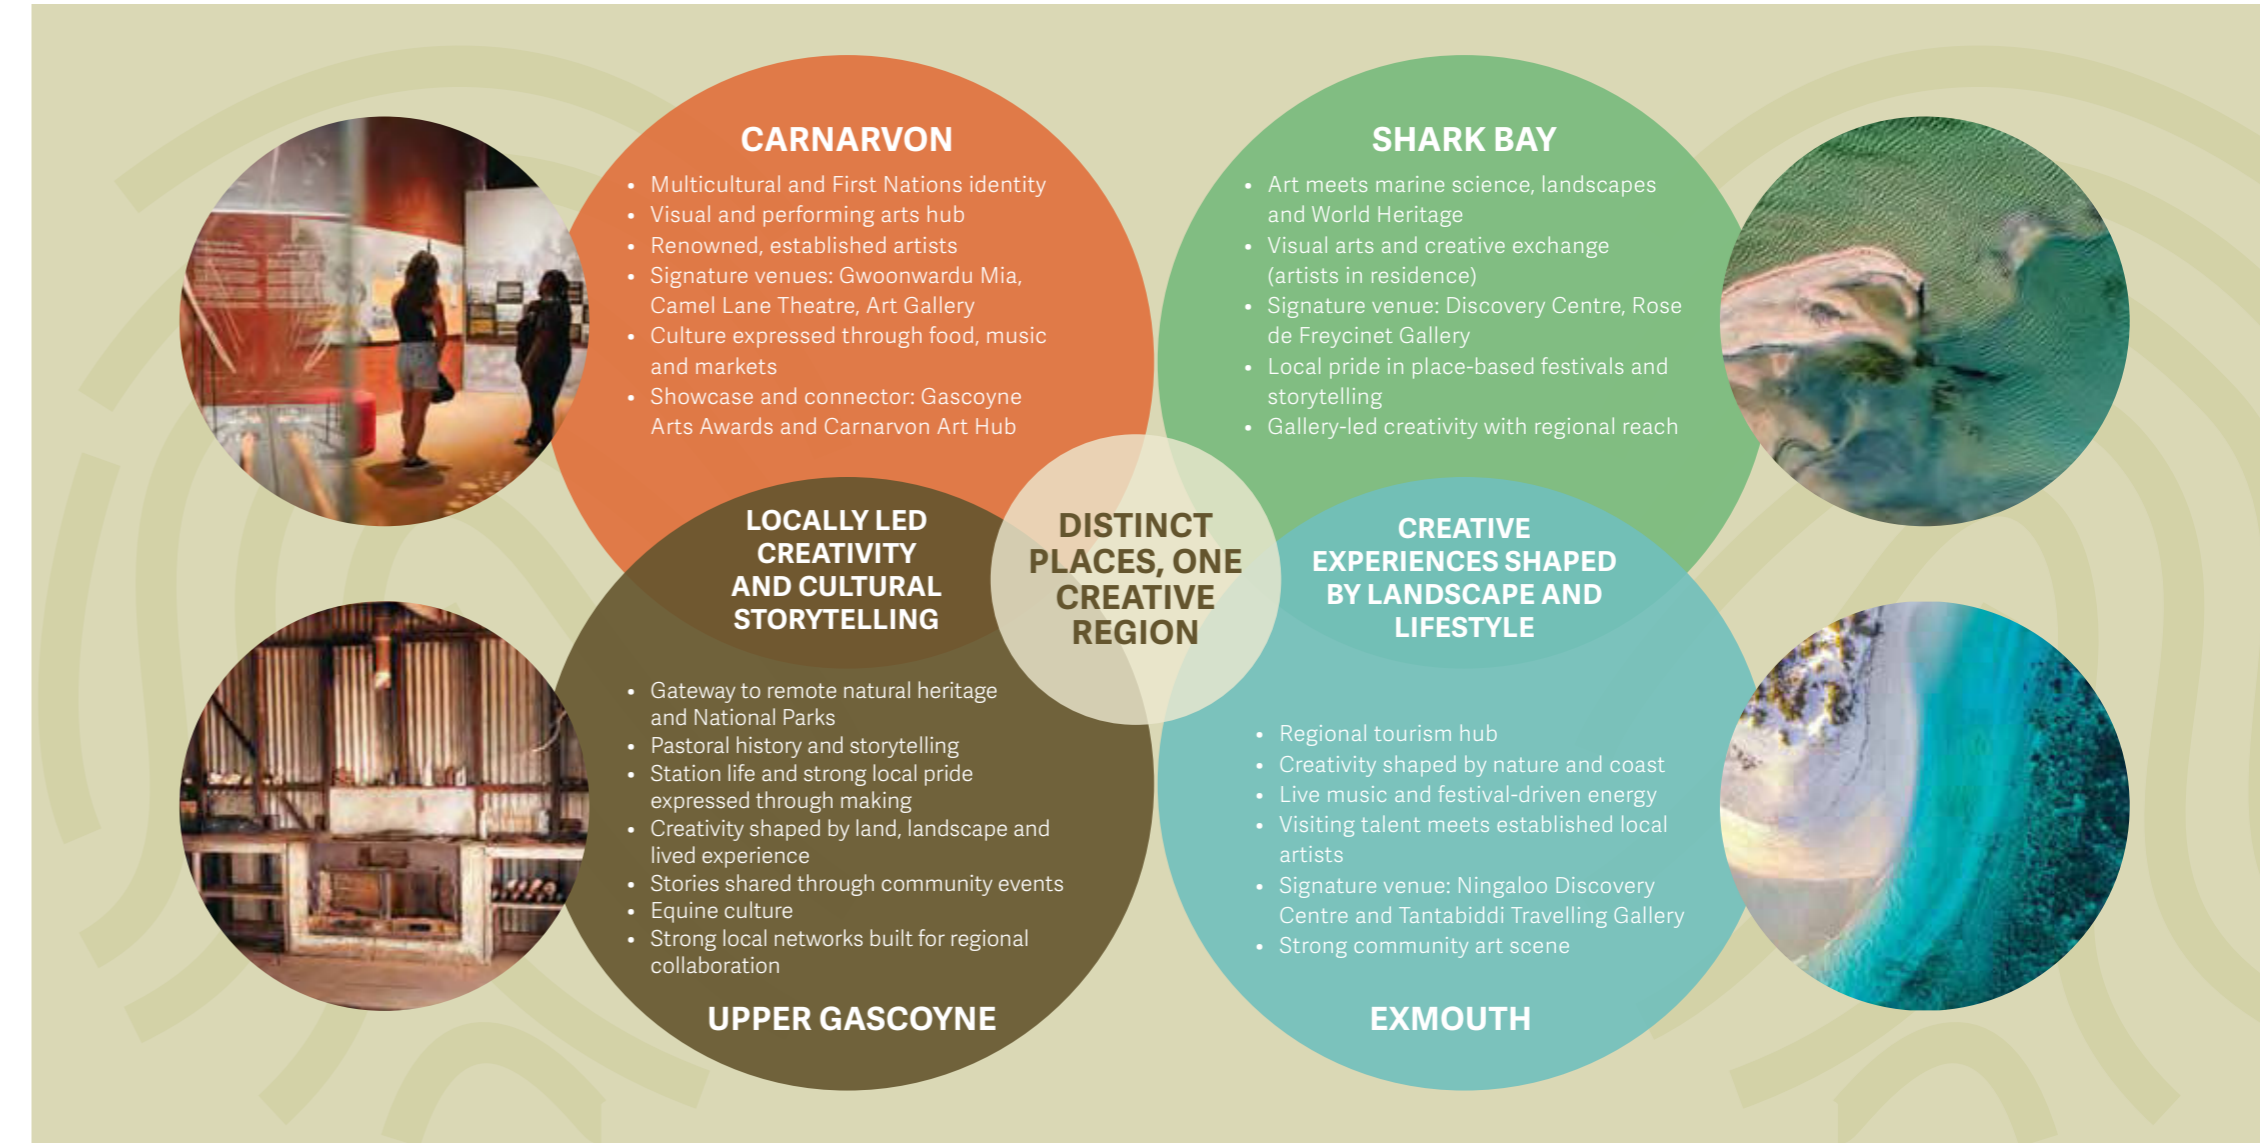 CARNARVON
• Multicultural and First Nations identity
• Visual and performing arts hub
• Renowned, established artists
• Signature venues: Gwoonwardu Mia,
Camel Lane Theatre, Art Gallery
• Culture expressed through food, music
and markets
• Showcase and connector: Gascoyne
Arts Awards and Carnarvon Art Hub
SHARK BAY
• Art meets marine science, landscapes
and World Heritage
• Visual arts and creative exchange
(artists in residence)
• Signature venue: Discovery Centre, Rose
de Freycinet Gallery
• Local pride in place-based festivals and
storytelling
• Gallery-led creativity with regional reach
LOCALLY LED
CREATIVITY
AND CULTURAL
STORYTELLING
DISTINCT
PLACES, ONE
CREATIVE
REGION
CREATIVE
EXPERIENCES SHAPED
BY LANDSCAPE AND
LIFESTYLE
• Gateway to remote natural heritage
and National Parks
• Pastoral history and storytelling
• Station life and strong local pride
expressed through making
• Creativity shaped by land, landscape and
lived experience
• Stories shared through community events
• Equine culture
• Strong local networks built for regional
collaboration
UPPER GASCOYNE
• Regional tourism hub
• Creativity shaped by nature and coast
• Live music and festival-driven energy
• Visiting talent meets established local
artists
• Signature venue: Ningaloo Discovery
Centre and Tantabiddi Travelling Gallery
• Strong community art scene
EXMOUTH